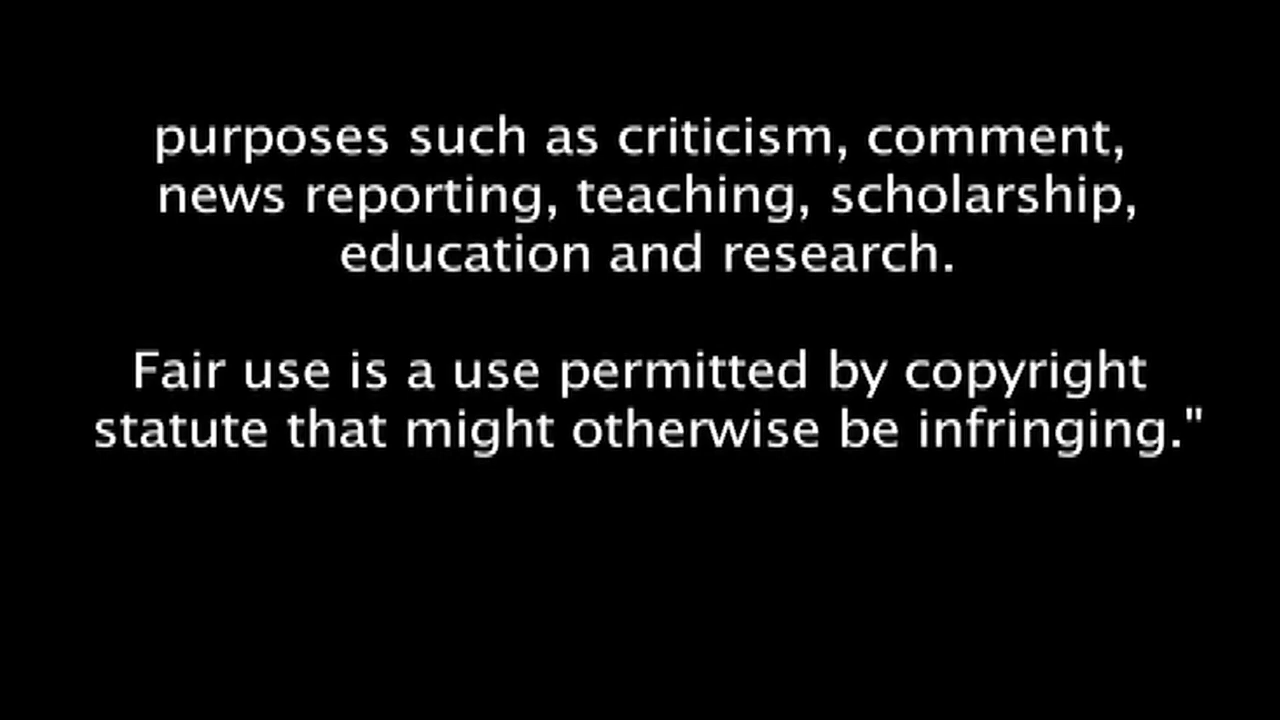 purposes such as criticism, comment,
news reporting, teaching, scholarship,
education and research.
Fair use is a use permitted by copyright
statute that might otherwise be infringing."